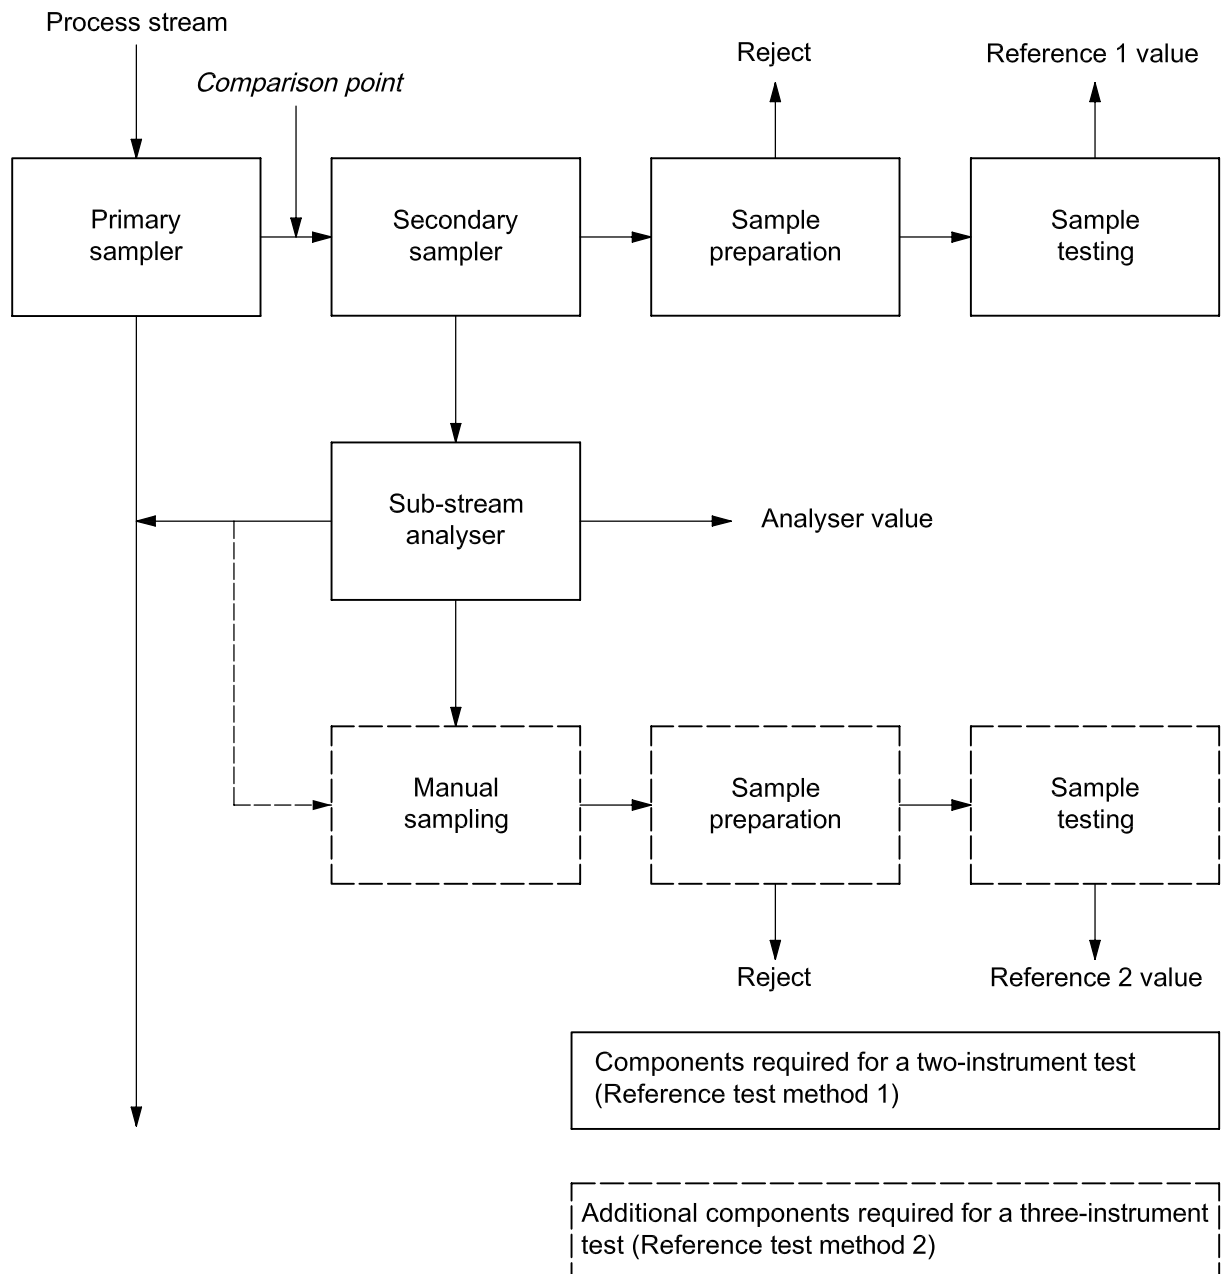 Process stream
Comparison point
Reject
Reference 1 value
Primary
sampler
Secondary
sampler
Sample
preparation
Sample
testing
Sub-stream
analyser
Analyser value
Manual
sampling
Sample
preparation
Sample
testing
Reject
Reference 2 value
Components required for a two-instrument test
(Reference test method 1)
Additional components required for a three-instrument
test (Reference test method 2)